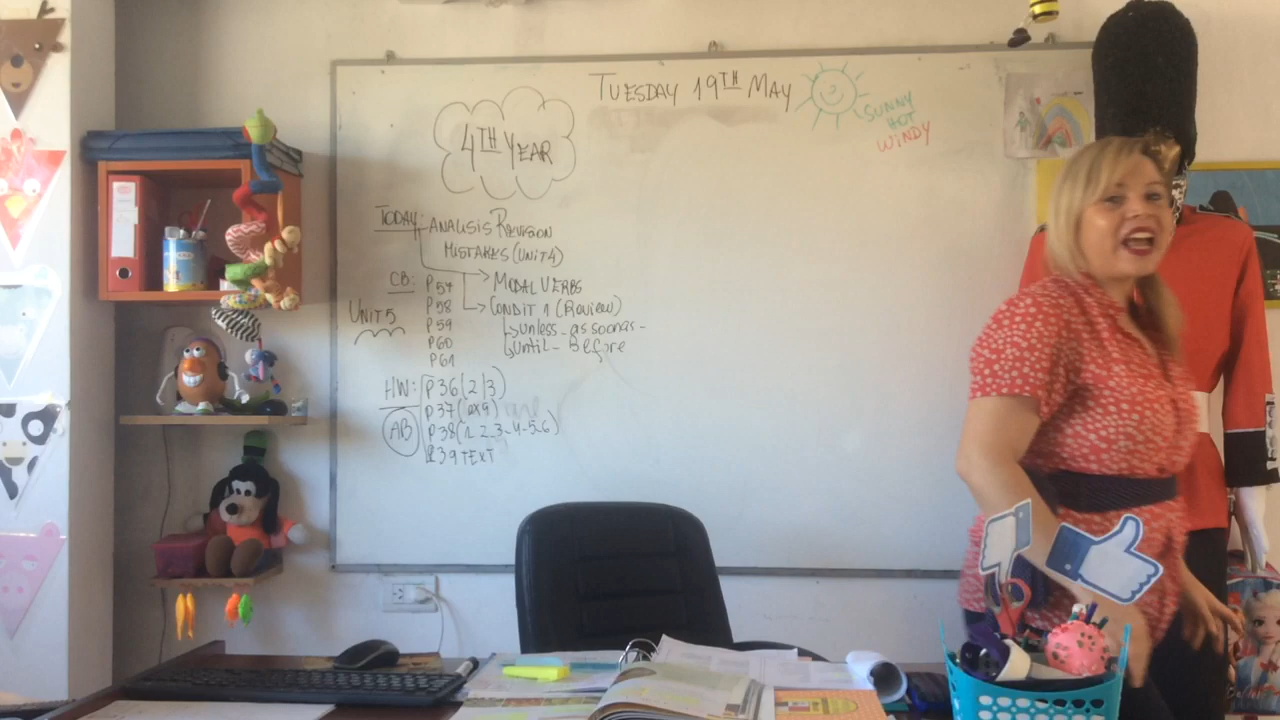 TUESDAY 19TH MAY
SUNNY
HOT
WINDY
4TH YEAR
TODAY: ANALISIS REVISION
MISTAKES (UNIT 4)
CB: P57 MODAL VERBS
UNIT 5 P58 CONDIT 1 (REVIEW)
P59 unless - as soon as -
P60 until - Before
P61
HW: P36 (2/3)
AB P37 (ex9)
P38 (1-2-3-4-5-6)
P39 TEXT